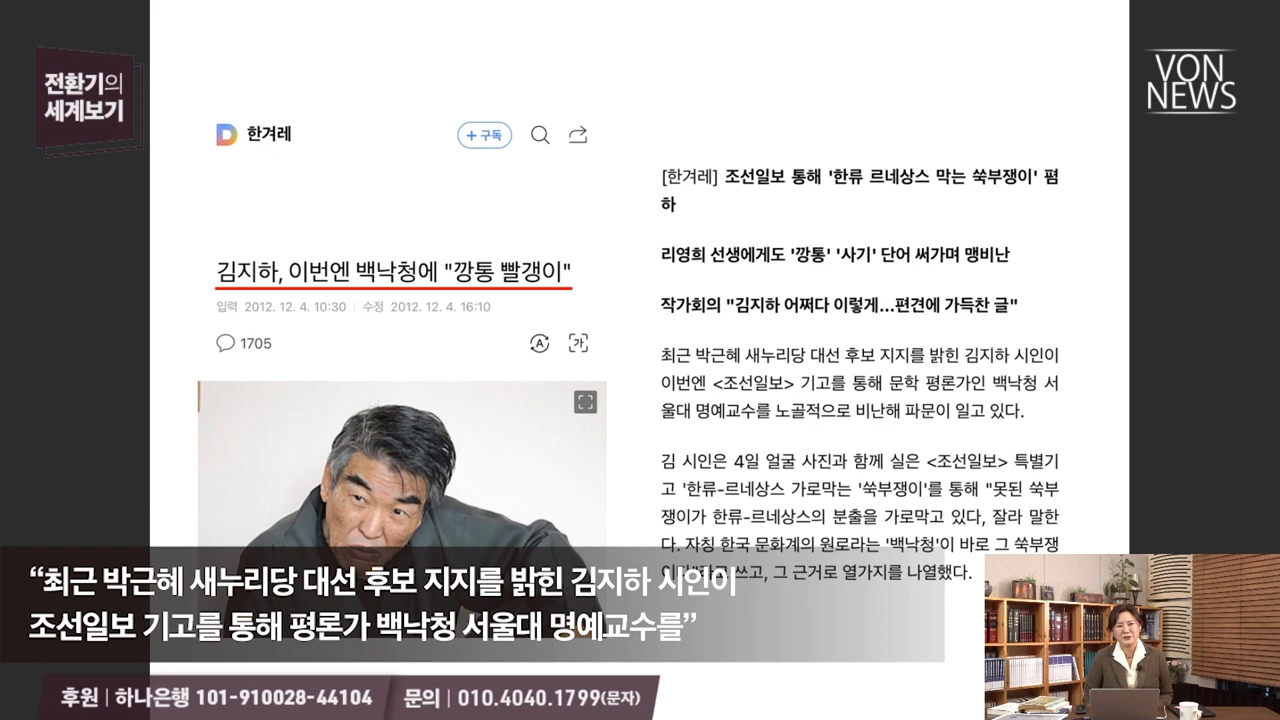 전환기의
세계보기
VON
NEWS
한겨레
+ 구독
김지하, 이번엔 백낙청에 "깡통 빨갱이"
입력 2012. 12. 4. 10:30 수정 2012. 12. 4. 16:10
1705
A
가
[한겨레] 조선일보 통해 '한류 르네상스 막는 쑥부쟁이' 폄
하
리영희 선생에게도 '깡통' '사기' 단어 써가며 맹비난
작가회의 "김지하 어쩌다 이렇게...편견에 가득찬 글"
최근 박근혜 새누리당 대선 후보 지지를 밝힌 김지하 시인이
이번엔 <조선일보> 기고를 통해 문학 평론가인 백낙청 서
울대 명예교수를 노골적으로 비난해 파문이 일고 있다.
김 시인은 4일 얼굴 사진과 함께 실은 <조선일보> 특별기
고 '한류-르네상스 가로막는 '쑥부쟁이'를 통해 "못된 쑥부
쟁이가 한류-르네상스의 분출을 가로막고 있다, 잘라 말한
다. 자칭 한국 문화계의 원로라는 '백낙청'이 바로 그 쑥부쟁
쓰고, 그 근거로 열가지를 나열했다.
“최근 박근혜 새누리당 대선 후보 지지를 밝힌 김지하 시인이
조선일보 기고를 통해 평론가 백낙청 서울대 명예교수를”
후원 | 하나은행 101-910028-44104 문의 | 010.4040.1799(문자)